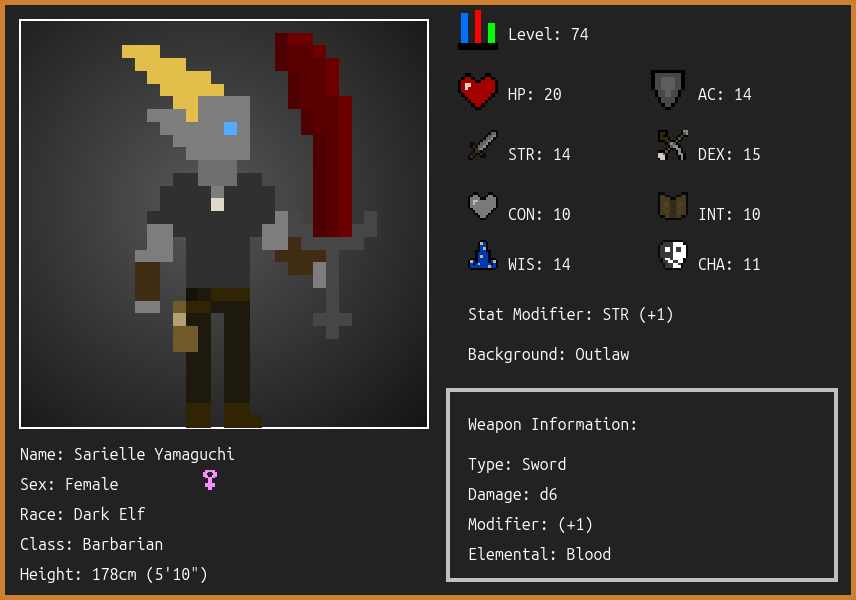 Level: 74
HP: 20
AC: 14
STR: 14
DEX: 15
CON: 10
INT: 10
WIS: 14
CHA: 11
Stat Modifier: STR (+1)
Background: Outlaw
Weapon Information:
Type: Sword
Damage: d6
Modifier: (+1)
Elemental: Blood
Name: Sarielle Yamaguchi
Sex: Female
Race: Dark Elf
Class: Barbarian
Height: 178cm (5'10")